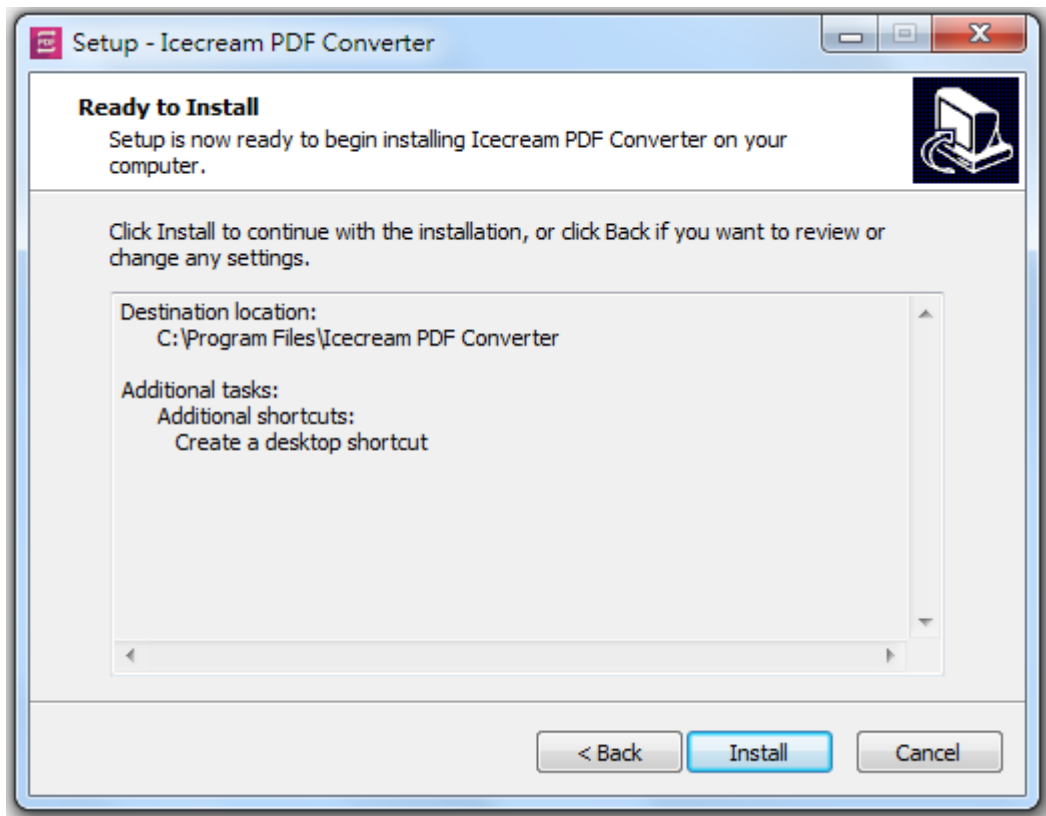 Setup - Icecream PDF Converter
Ready to Install
Setup is now ready to begin installing Icecream PDF Converter on your
computer.
Click Install to continue with the installation, or click Back if you want to review or
change any settings.
Destination location:
C:\Program Files\Icecream PDF Converter
Additional tasks:
Additional shortcuts:
Create a desktop shortcut
< Back
Install
Cancel